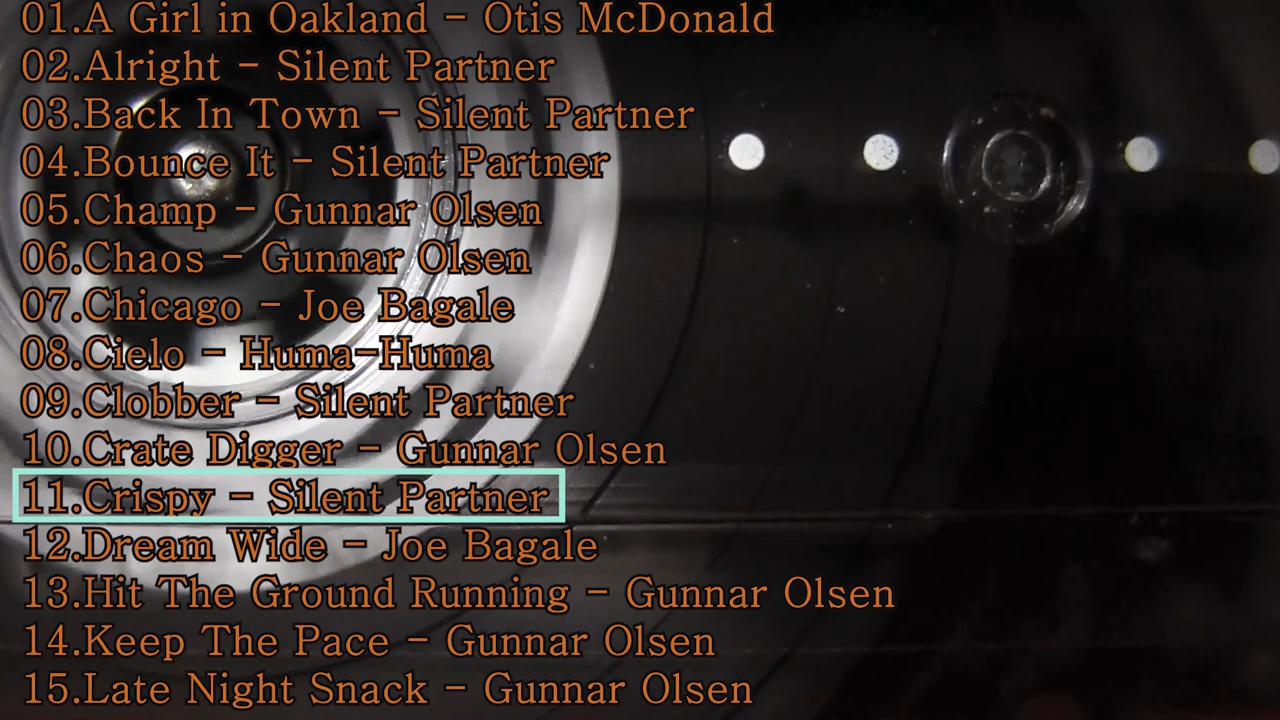 01.A Girl in Oakland - Otis McDonald
02.Alright - Silent Partner
03.Back In Town - Silent Partner
04.Bounce It - Silent Partner
05.Champ - Gunnar Olsen
06.Chaos - Gunnar Olsen
07.Chicago - Joe Bagale
08.Cielo - Huma-Huma
09.Clobber - Silent Partner
10.Crate Digger - Gunnar Olsen
11.Crispy - Silent Partner
12.Dream Wide - Joe Bagale
13.Hit The Ground Running - Gunnar Olsen
14.Keep The Pace - Gunnar Olsen
15.Late Night Snack - Gunnar Olsen